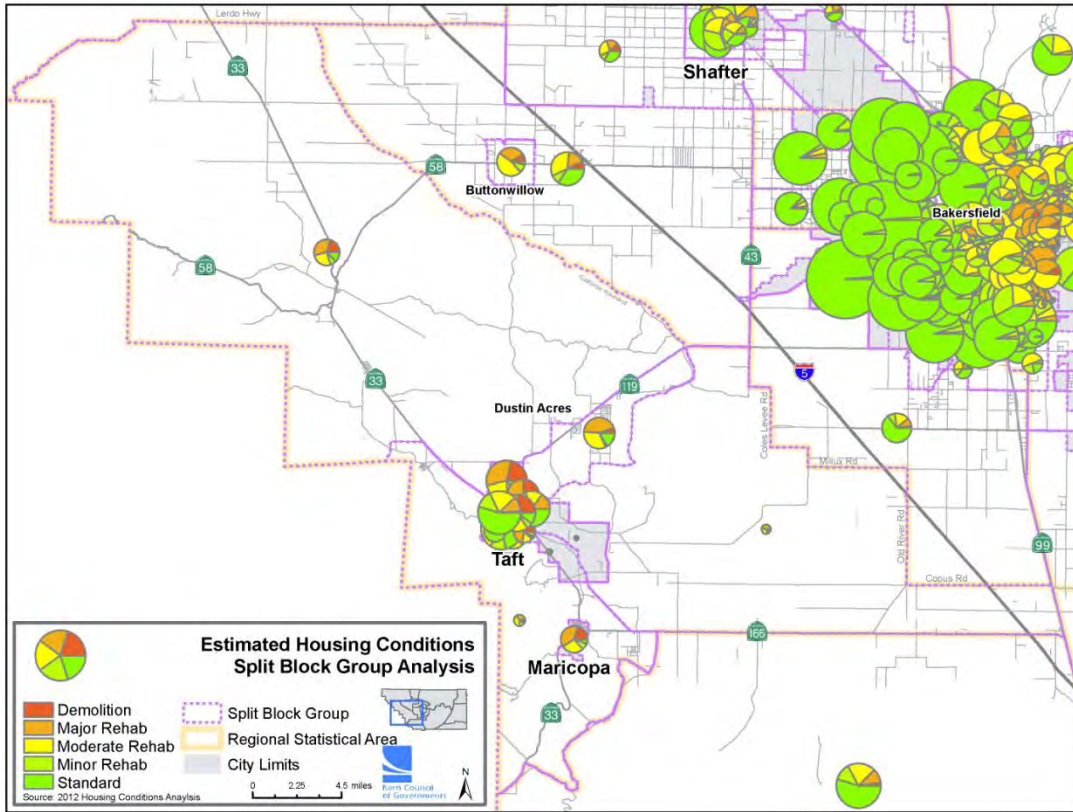 Lerdo Hwy
33
Shafter
58
Buttonwillow
Bakersfield
58
43
33
5
119
Dustin Acres
Coles Levee Rd
Millux Rd
Old River Rd
99
Taft
Copus Rd
166
Maricopa
33
Estimated Housing Conditions
Split Block Group Analysis
Demolition
Major Rehab
Moderate Rehab
Minor Rehab
Standard
Split Block Group
Regional Statistical Area
City Limits
Kern Council
of Governments
N
0 2.25 4.5 miles
Source: 2012 Housing Conditions Anaylsis